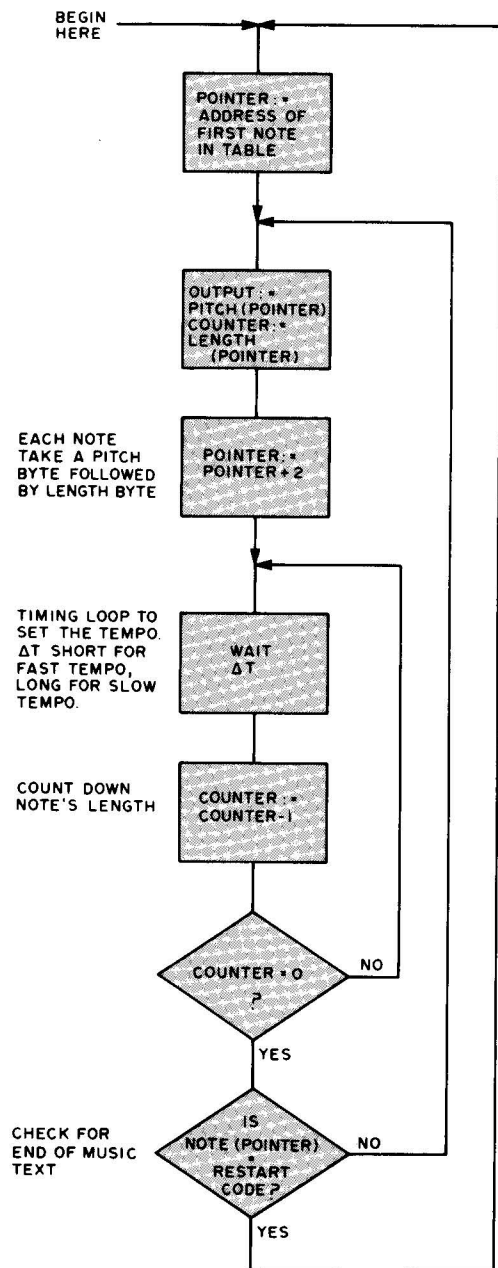 BEGIN
HERE
POINTER:=
ADDRESS OF
FIRST NOTE
IN TABLE
OUTPUT:=
PITCH (POINTER)
COUNTER:=
LENGTH
(POINTER)
EACH NOTE
TAKE A PITCH
BYTE FOLLOWED
BY LENGTH BYTE
POINTER:=
POINTER+2
TIMING LOOP TO
SET THE TEMPO.
ΔT SHORT FOR
FAST TEMPO,
LONG FOR SLOW
TEMPO.
WAIT
ΔT
COUNT DOWN
NOTE'S LENGTH
COUNTER:=
COUNTER-1
COUNTER=0
?
NO
YES
CHECK FOR
END OF MUSIC
TEXT
IS
NOTE (POINTER)
=
RESTART
CODE?
NO
YES